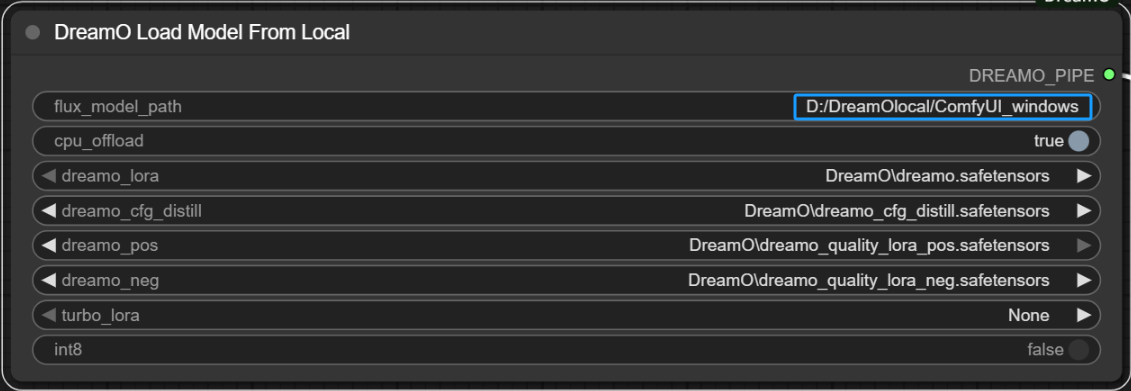 DreamO Load Model From Local
DREAMO_PIPE
flux_model_path D:/DreamOlocal/ComfyUI_windows
cpu_offload true
dreamo_lora DreamO\dreamo.safetensors
dreamo_cfg_distill DreamO\dreamo_cfg_distill.safetensors
dreamo_pos DreamO\dreamo_quality_lora_pos.safetensors
dreamo_neg DreamO\dreamo_quality_lora_neg.safetensors
turbo_lora None
int8 false